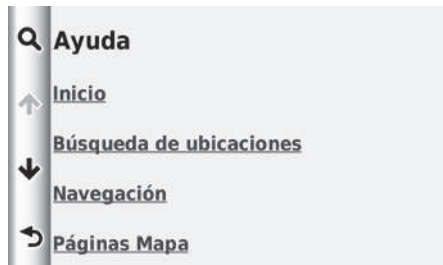 Ayuda
Inicio
Búsqueda de ubicaciones
Navegación
Páginas Mapa